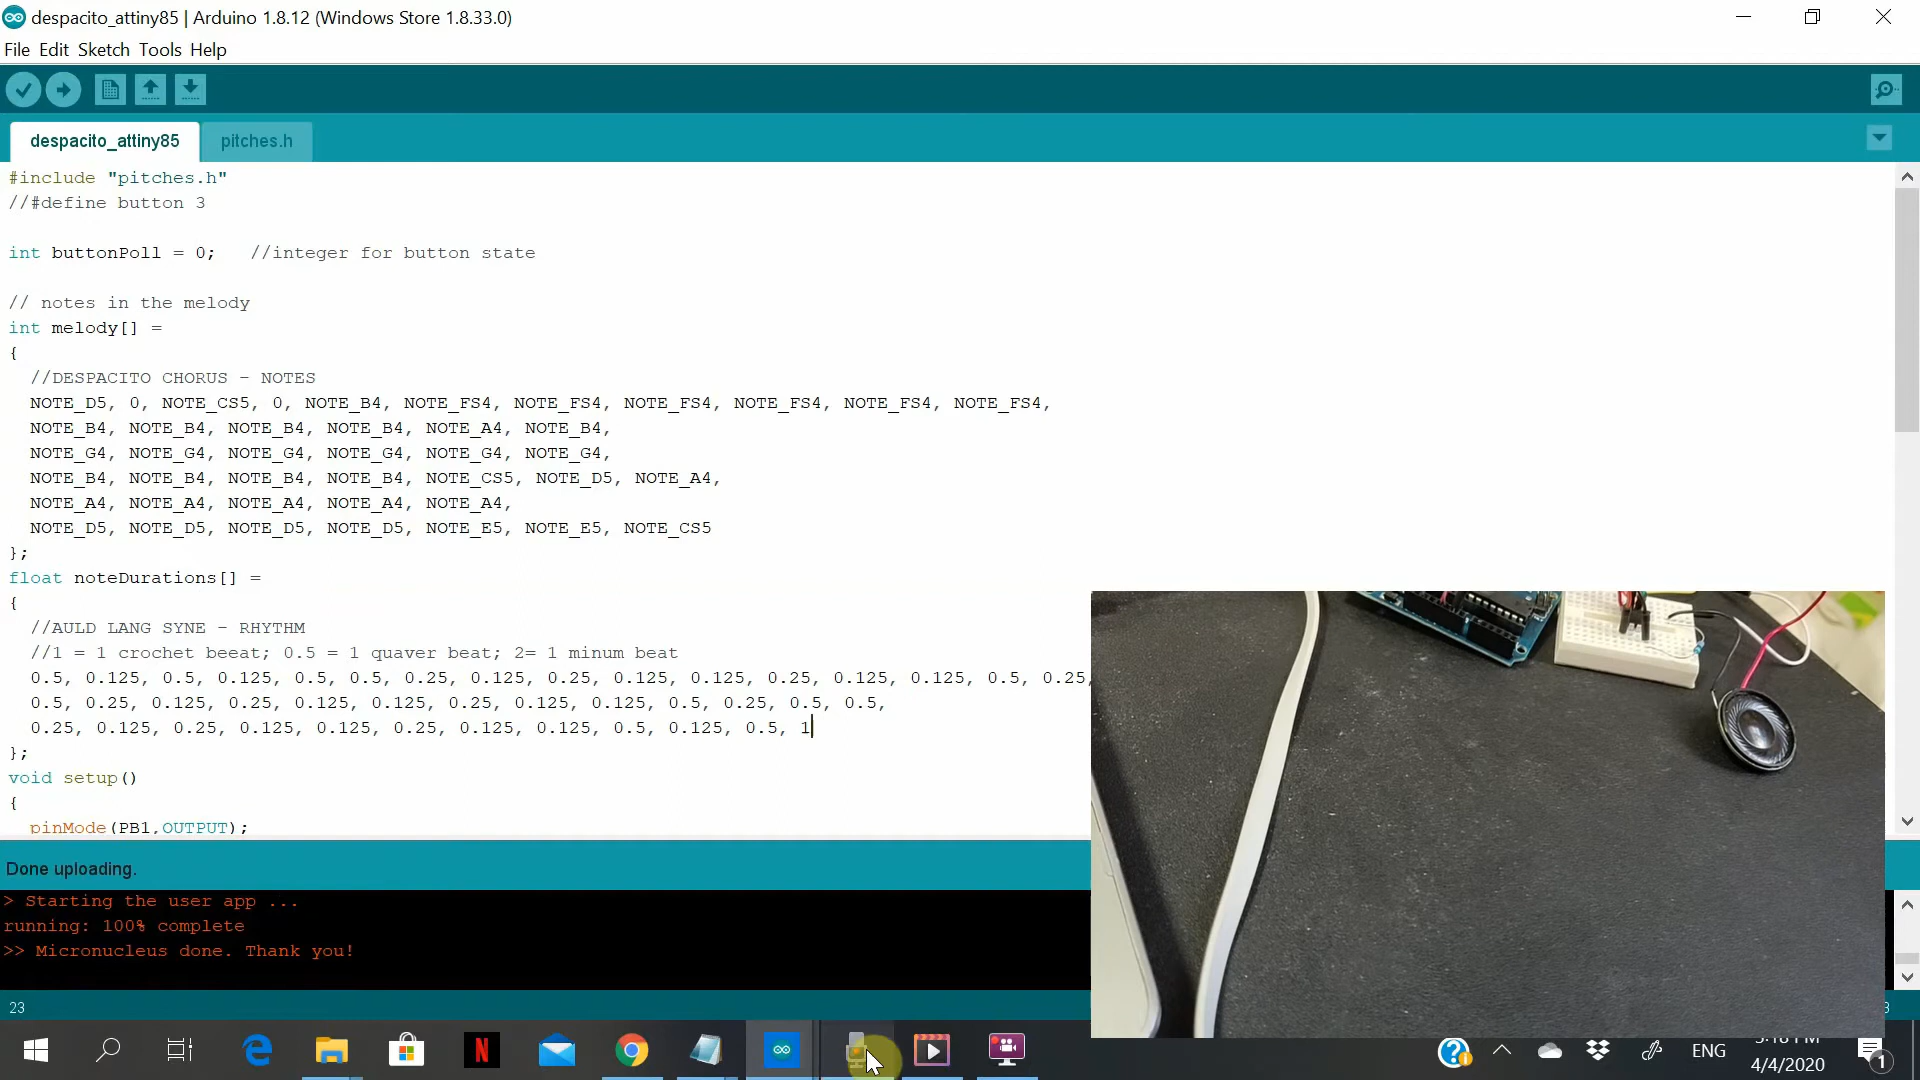 despacito_attiny85 | Arduino 1.8.12 (Windows Store 1.8.33.0)
File Edit Sketch Tools Help
despacito_attiny85 pitches.h
#include "pitches.h"
//#define button 3
int buttonPoll = 0; //integer for button state
// notes in the melody
int melody[] =
{
//DESPACITO CHORUS - NOTES
NOTE_D5, 0, NOTE_CS5, 0, NOTE_B4, NOTE_FS4, NOTE_FS4, NOTE_FS4, NOTE_FS4, NOTE_FS4, NOTE_FS4,
NOTE_B4, NOTE_B4, NOTE_B4, NOTE_B4, NOTE_A4, NOTE_B4,
NOTE_G4, NOTE_G4, NOTE_G4, NOTE_G4, NOTE_G4, NOTE_G4,
NOTE_B4, NOTE_B4, NOTE_B4, NOTE_B4, NOTE_CS5, NOTE_D5, NOTE_A4,
NOTE_A4, NOTE_A4, NOTE_A4, NOTE_A4, NOTE_A4,
NOTE_D5, NOTE_D5, NOTE_D5, NOTE_D5, NOTE_E5, NOTE_E5, NOTE_CS5
};
float noteDurations[] =
{
//AULD LANG SYNE - RHYTHM
//1 = 1 crochet beeat; 0.5 = 1 quaver beat; 2= 1 minum beat
0.5, 0.125, 0.5, 0.125, 0.5, 0.5, 0.25, 0.125, 0.25, 0.125, 0.125, 0.25, 0.125, 0.125, 0.5, 0.25,
0.5, 0.25, 0.125, 0.25, 0.125, 0.125, 0.25, 0.125, 0.125, 0.5, 0.25, 0.5, 0.5,
0.25, 0.125, 0.25, 0.125, 0.125, 0.25, 0.125, 0.125, 0.5, 0.125, 0.5, 1
};
void setup()
{
pinMode(PB1,OUTPUT);
Done uploading.
> Starting the user app ...
running: 100% complete
>> Micronucleus done. Thank you!
23
ENG
4/4/2020
1